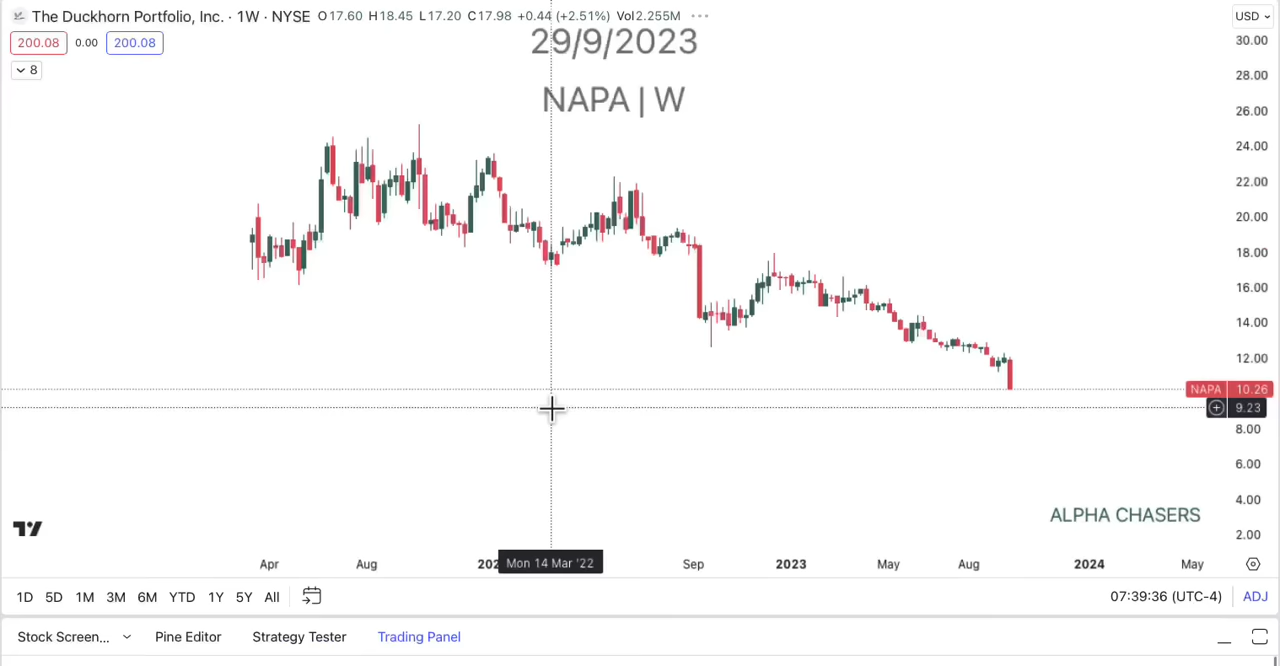 The Duckhorn Portfolio, Inc. · 1W · NYSE O17.60 H18.45 L17.20 C17.98 +0.44 (+2.51%) Vol2.255M ···
USD
200.08 0.00 200.08
8
29/9/2023
NAPA | W
30.00
28.00
26.00
24.00
22.00
20.00
18.00
16.00
14.00
12.00
NAPA 10.26
9.23
8.00
6.00
4.00
2.00
ALPHA CHASERS
Apr Aug 202 Mon 14 Mar '22 Sep 2023 May Aug 2024 May
1D 5D 1M 3M 6M YTD 1Y 5Y All 07:39:36 (UTC-4) ADJ
Stock Screen... Pine Editor Strategy Tester Trading Panel